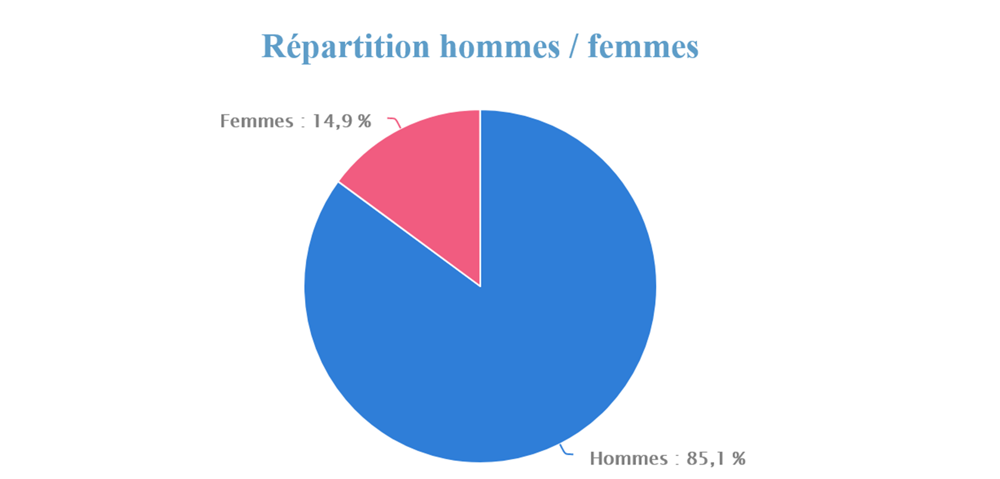 Répartition hommes / femmes
Femmes : 14,9 %
Hommes : 85,1 %